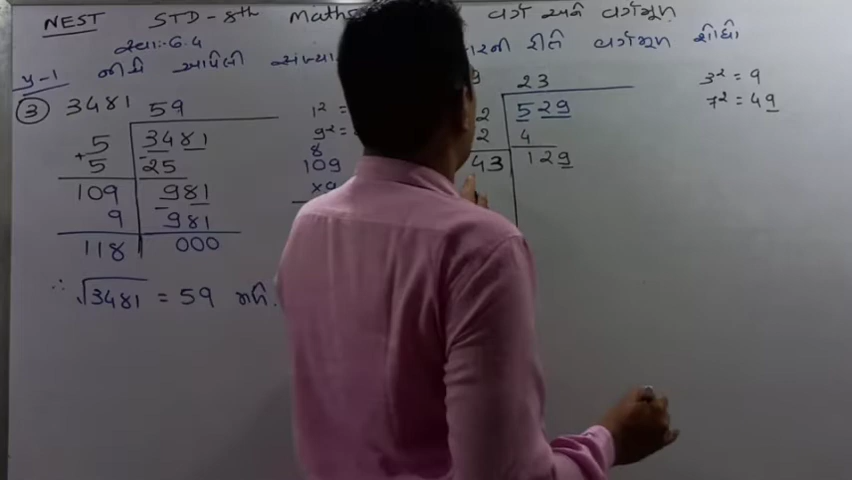 NEST STD - 8th Maths વર્ગ અને વર્ગમૂળ
સ્વા:- 6.4
પ્ર-1 નીચે આપેલી રીતે વર્ગમૂળ શોધો
③ 3481
59
5 3481
+5 25
109 981
9 981
118 000
∴ √3481 = 59 મળે.
1² =
9² =
8
109
×9
23
2 529
2 4
43 129
3² = 9
7² = 49